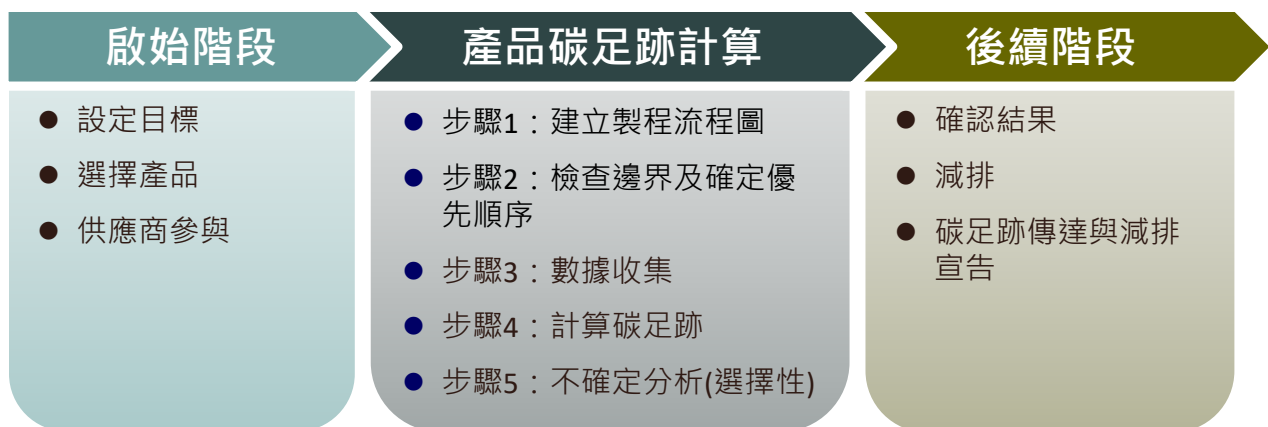 啟始階段
設定目標
選擇產品
供應商參與
產品碳足跡計算
步驟1：建立製程流程圖
步驟2：檢查邊界及確定優
先順序
步驟3：數據收集
步驟4：計算碳足跡
步驟5：不確定分析(選擇性)
後續階段
確認結果
減排
碳足跡傳達與減排
宣告